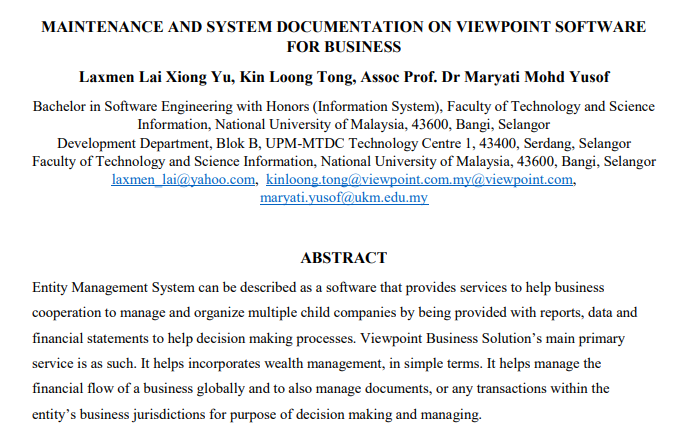 MAINTENANCE AND SYSTEM DOCUMENTATION ON VIEWPOINT SOFTWARE
FOR BUSINESS
Laxmen Lai Xiong Yu, Kin Loong Tong, Assoc Prof. Dr Maryati Mohd Yusof
Bachelor in Software Engineering with Honors (Information System), Faculty of Technology and Science
Information, National University of Malaysia, 43600, Bangi, Selangor
Development Department, Blok B, UPM-MTDC Technology Centre 1, 43400, Serdang, Selangor
Faculty of Technology and Science Information, National University of Malaysia, 43600, Bangi, Selangor
laxmen_lai@yahoo.com, kinloong.tong@viewpoint.com.my@viewpoint.com,
maryati.yusof@ukm.edu.my
ABSTRACT
Entity Management System can be described as a software that provides services to help business
cooperation to manage and organize multiple child companies by being provided with reports, data and
financial statements to help decision making processes. Viewpoint Business Solution's main primary
service is as such. It helps incorporates wealth management, in simple terms. It helps manage the
financial flow of a business globally and to also manage documents, or any transactions within the
entity's business jurisdictions for purpose of decision making and managing.